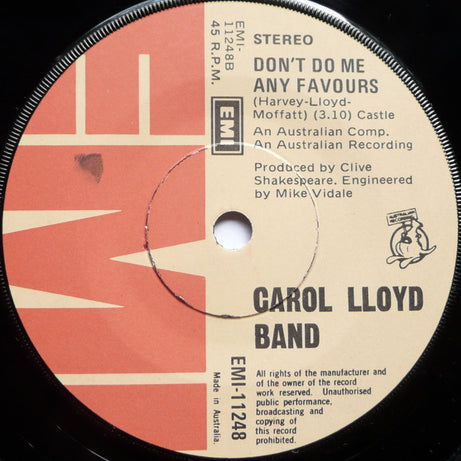 EMI-
11248B
45 R.P.M.
STEREO
DON'T DO ME
ANY FAVOURS
(Harvey-Lloyd-
Moffatt) (3.10) Castle
An Australian Comp.
An Australian Recording
Produced by Clive
Shakespeare. Engineered
by Mike Vidale
EMI
EMI
CAROL LLOYD
BAND
EMI-11248
Made in Australia.
All rights of the manufacturer and
of the owner of the record
work reserved. Unauthorised
public performance,
broadcasting and
copying of
this record
prohibited.